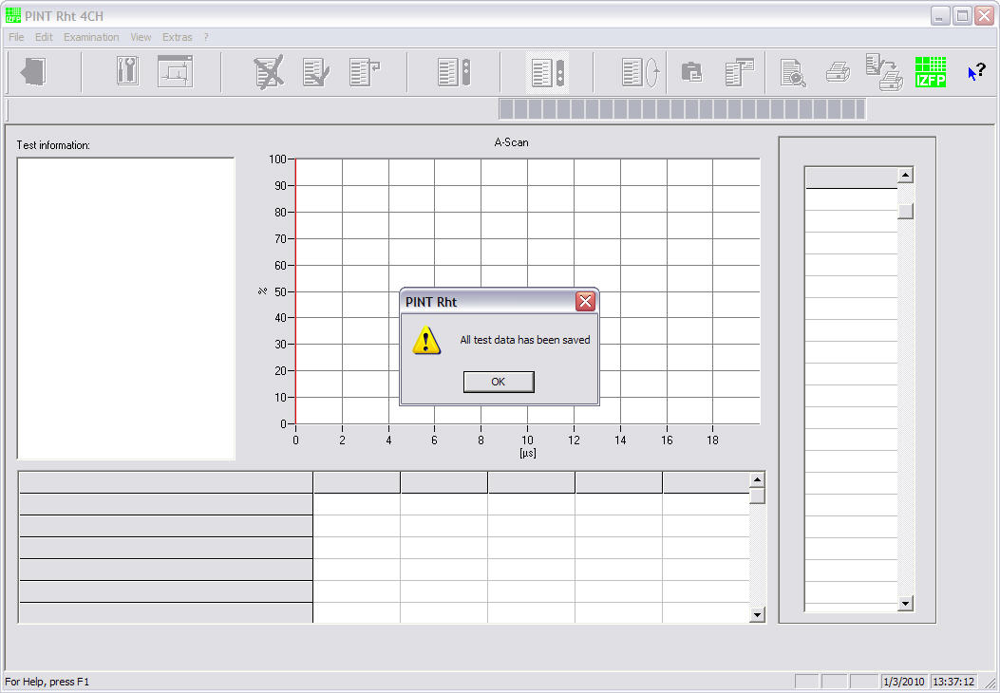 PINT Rht 4CH
File Edit Examination View Extras ?
IZFP
?
Test information:
A-Scan
100
90
80
70
60
%
50
40
30
20
10
0
0 2 4 6 8 10 12 14 16 18
[µs]
PINT Rht
All test data has been saved
OK
For Help, press F1
1/3/2010
13:37:12